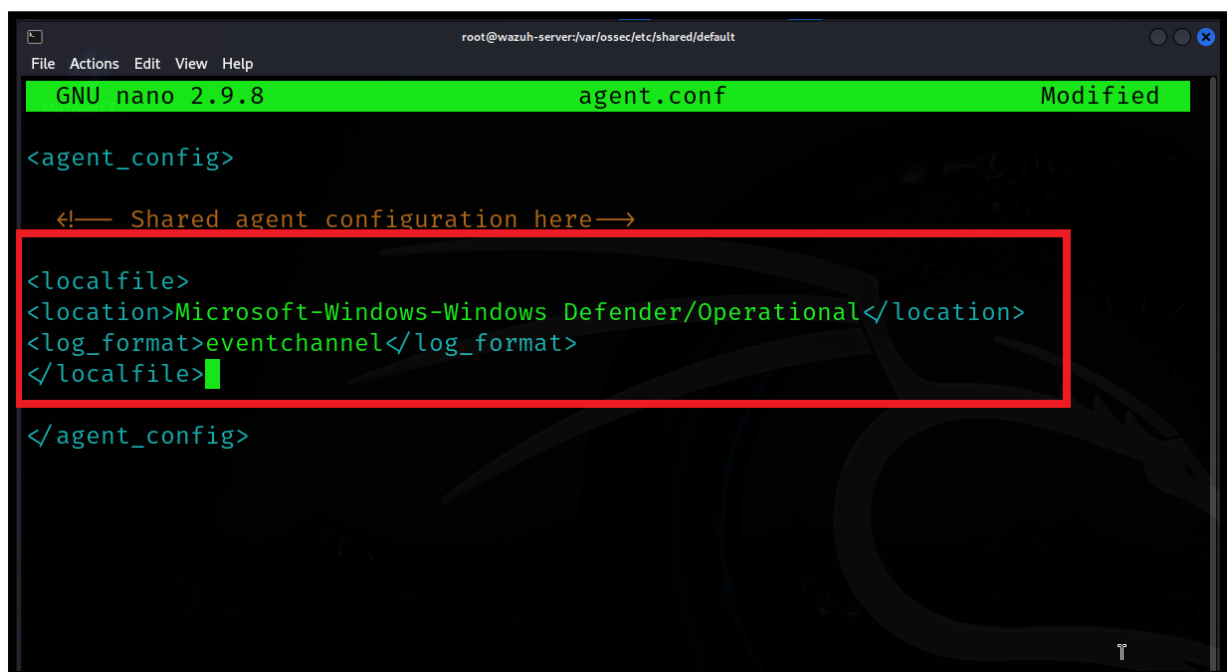 root@wazuh-server:/var/ossec/etc/shared/default
File Actions Edit View Help
GNU nano 2.9.8 agent.conf Modified
<agent_config>
<!-- Shared agent configuration here-->
<localfile>
<location>Microsoft-Windows-Windows Defender/Operational</location>
<log_format>eventchannel</log_format>
</localfile>
</agent_config>